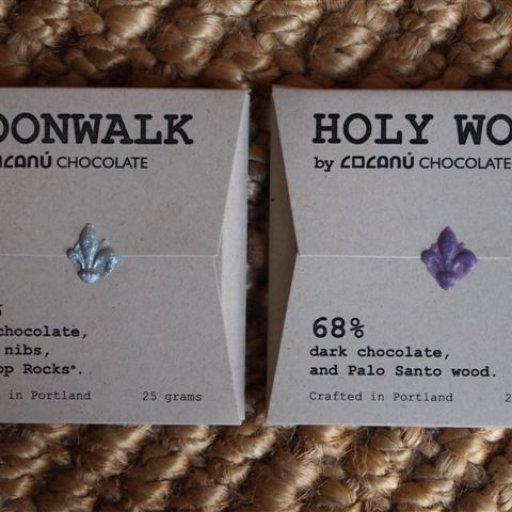 OONWALK
COCANÚ CHOCOLATE
chocolate,
nibs,
op Rocks®.
in Portland
25 grams
HOLY WO
by COCANÚ CHOCOLATE
68%
dark chocolate,
and Palo Santo wood.
Crafted in Portland
2